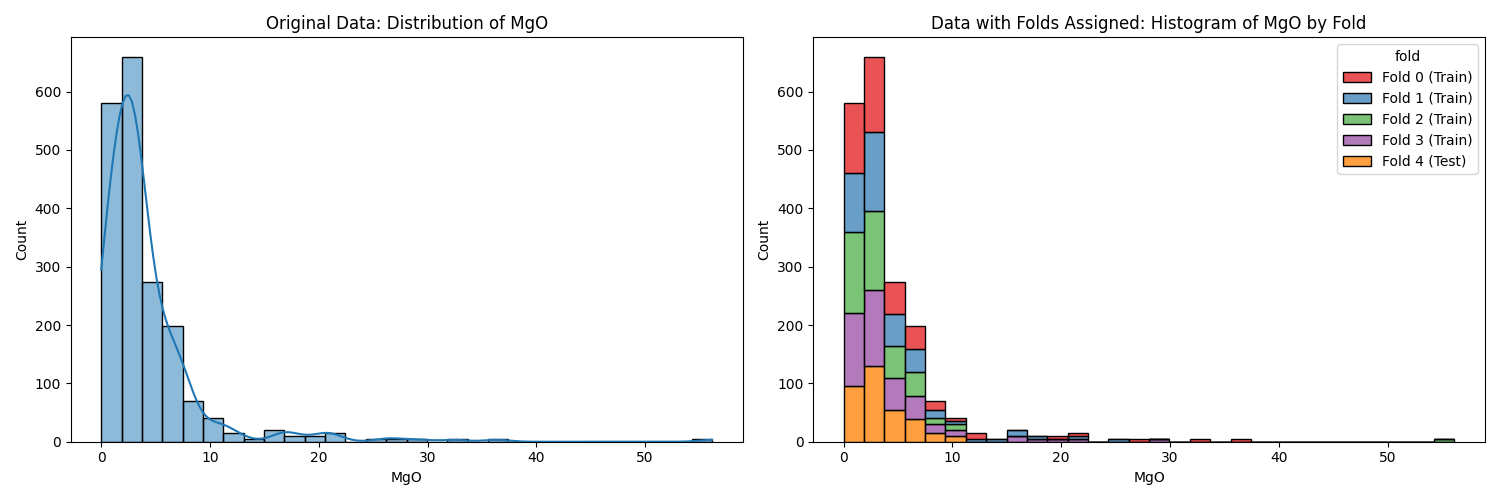 Original Data: Distribution of MgO
600
500
400
300
200
100
0
Count
0 10 20 30 40 50
MgO
Data with Folds Assigned: Histogram of MgO by Fold
600
500
400
300
200
100
0
Count
0 10 20 30 40 50
MgO
fold
Fold 0 (Train)
Fold 1 (Train)
Fold 2 (Train)
Fold 3 (Train)
Fold 4 (Test)